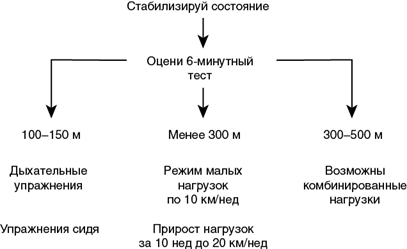 Стабилизируй состояние
Оцени 6-минутный
тест
100–150 м
Менее 300 м
300–500 м
Дыхательные
упражнения
Режим малых
нагрузок
по 10 км/нед
Возможны
комбинированные
нагрузки
Упражнения сидя
Прирост нагрузок
за 10 нед до 20 км/нед